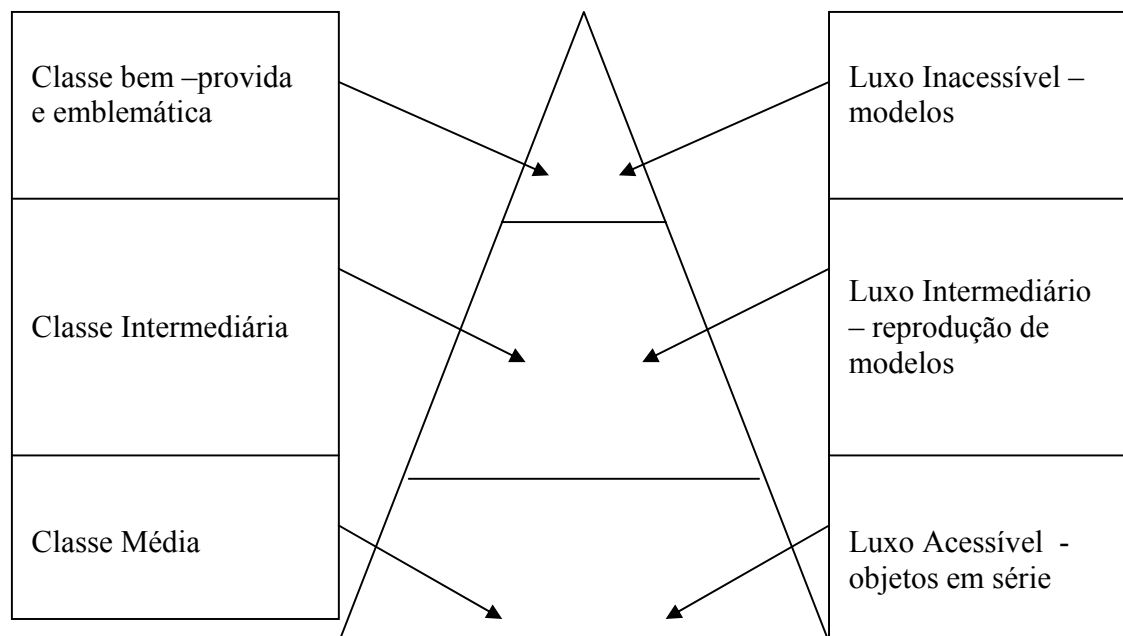 Classe bem –provida
e emblemática
Luxo Inacessível –
modelos
Classe Intermediária
Luxo Intermediário
– reprodução de
modelos
Classe Média
Luxo Acessível  -
objetos em série